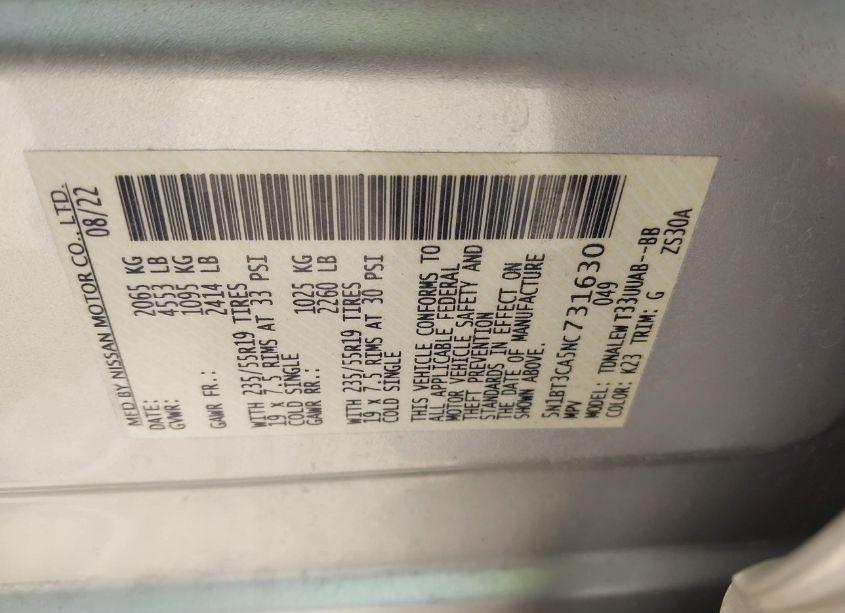 MFD BY NISSAN MOTOR CO., LTD.
DATE: 08/22
GVWR: 2065 KG
4553 LB
GAWR FR.: 1095 KG
2414 LB
WITH 235/55R19 TIRES
19 X 7.5 RIMS AT 33 PSI
COLD SINGLE
GAWR RR.: 1025 KG
2260 LB
WITH 235/55R19 TIRES
19 X 7.5 RIMS AT 30 PSI
COLD SINGLE
THIS VEHICLE CONFORMS TO
ALL APPLICABLE FEDERAL
MOTOR VEHICLE SAFETY AND
THEFT PREVENTION
STANDARDS IN EFFECT ON
THE DATE OF MANUFACTURE
SHOWN ABOVE.
5N1BT3CA5NC731630
MPV 049
MODEL: TDMALEW T33UUAB--BB
COLOR: K23 TRIM: G ZS30A